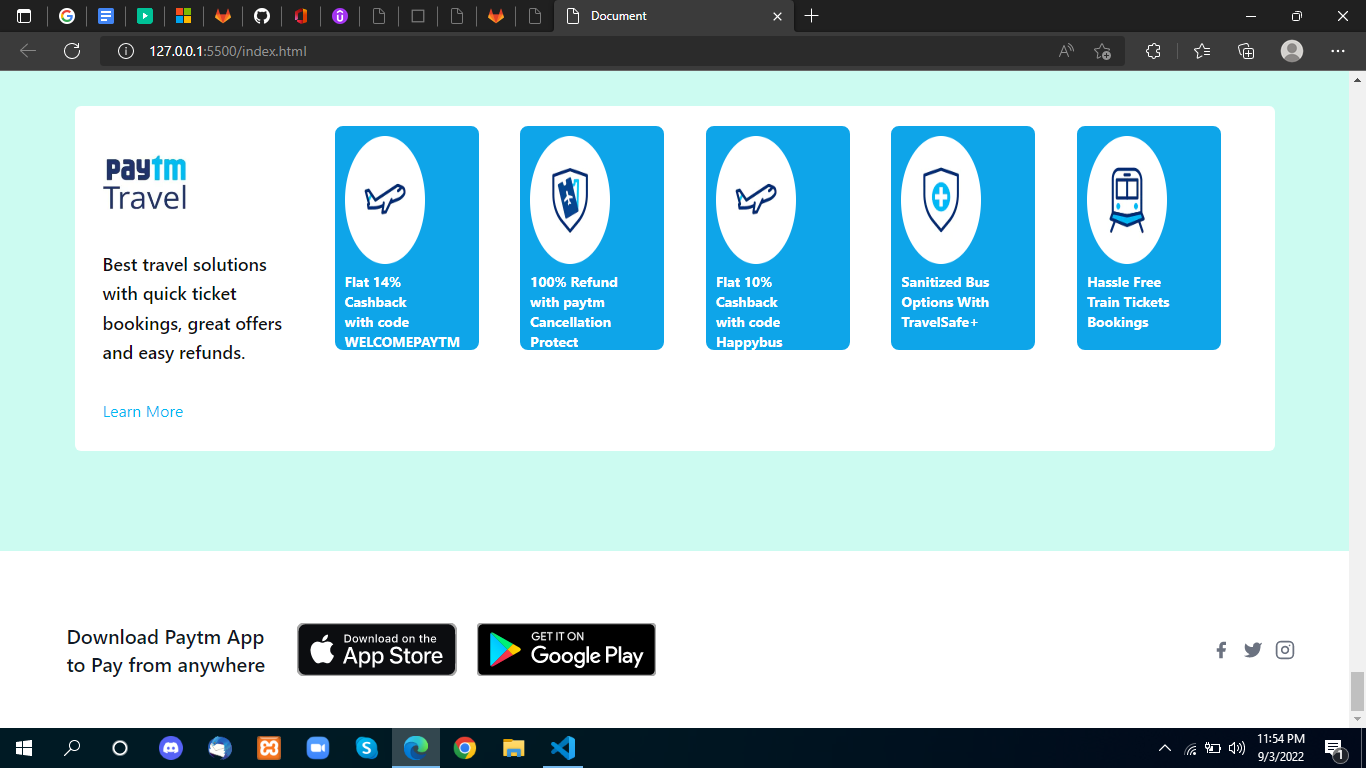 Document
127.0.0.1:5500/index.html
paytm
Travel
Best travel solutions
with quick ticket
bookings, great offers
and easy refunds.
Learn More
Flat 14%
Cashback
with code
WELCOMEPAYTM
100% Refund
with paytm
Cancellation
Protect
Flat 10%
Cashback
with code
Happybus
Sanitized Bus
Options With
TravelSafe+
Hassle Free
Train Tickets
Bookings
Download Paytm App
to Pay from anywhere
Download on the
App Store
GET IT ON
Google Play
11:54 PM
9/3/2022
1